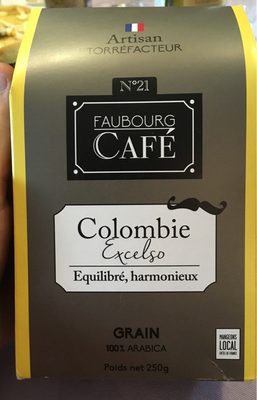 Artisan
TORRÉFACTEUR
N°21
FAUBOURG
CAFÉ
Colombie
Excelso
Equilibré, harmonieux
GRAIN
100% ARABICA
Poids net 250g
MANGEONS
LOCAL